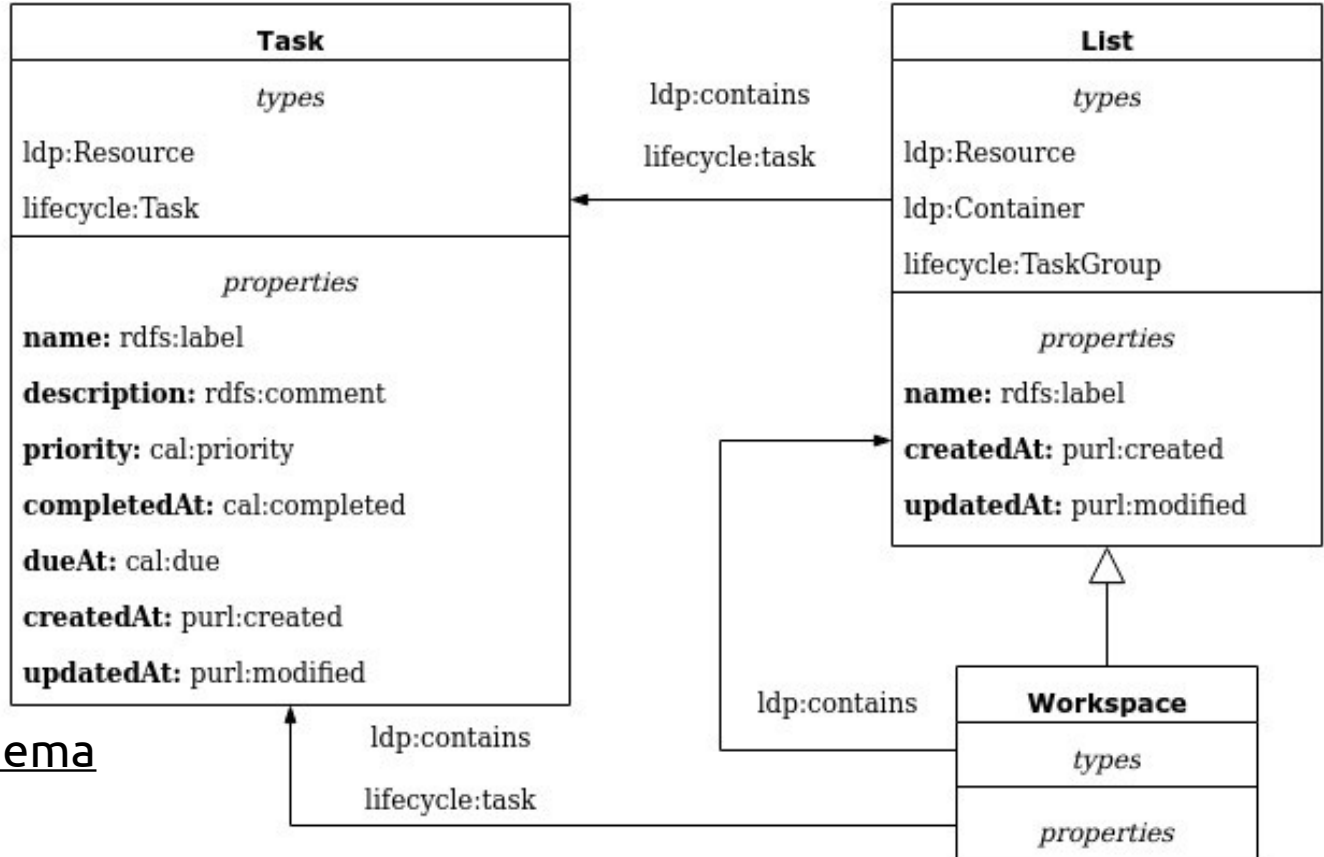 Task
types
ldp:Resource
lifecycle:Task
properties
name: rdfs:label
description: rdfs:comment
priority: cal:priority
completedAt: cal:completed
dueAt: cal:due
createdAt: purl:created
updatedAt: purl:modified
ldp:contains
lifecycle:task
List
types
ldp:Resource
ldp:Container
lifecycle:TaskGroup
properties
name: rdfs:label
createdAt: purl:created
updatedAt: purl:modified
ldp:contains
Workspace
types
properties
ldp:contains
lifecycle:task
ema